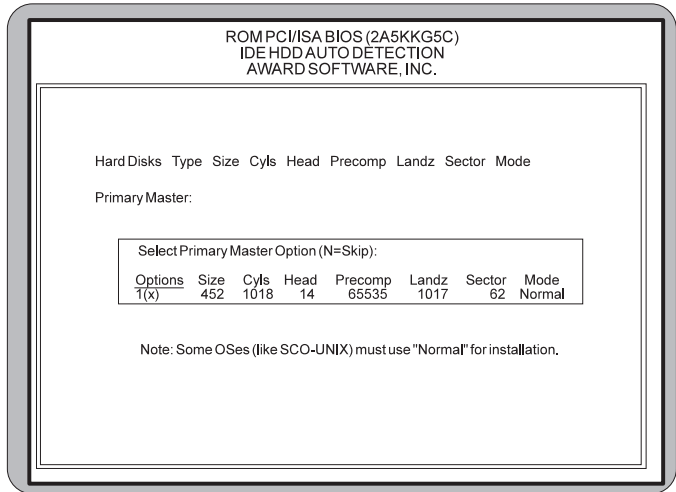 ROM PCI/ISA BIOS (2A5KKG5C)
IDE HDD AUTO DETECTION
AWARD SOFTWARE, INC.
Hard Disks Type Size Cyls Head Precomp Landz Sector Mode
Primary Master:
Select Primary Master Option (N=Skip):
Options Size Cyls Head Precomp Landz Sector Mode
1(x) 452 1018 14 65535 1017 62 Normal
Note: Some OSes (like SCO-UNIX) must use "Normal" for installation.